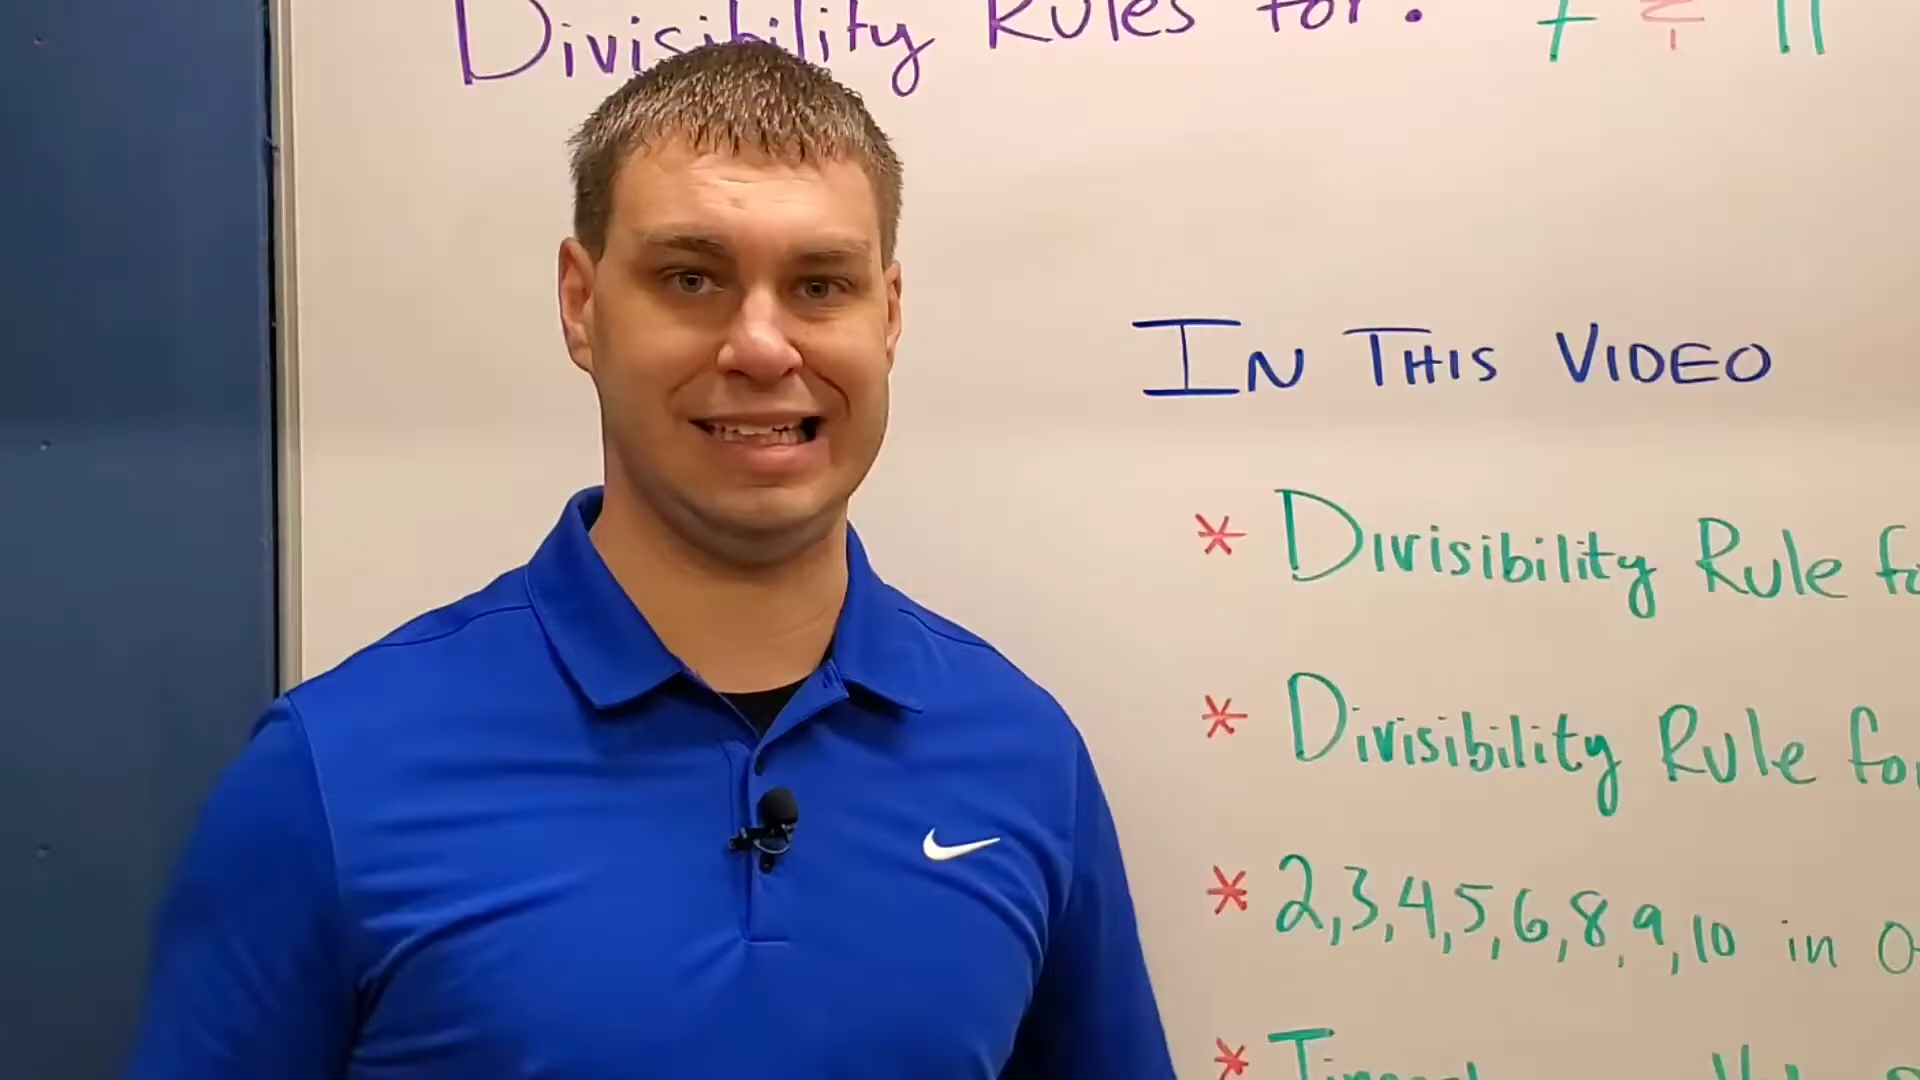 Divisibility Rules for: 7 & 11
IN THIS VIDEO
* Divisibility Rule
* Divisibility Rule for
* 2,3,4,5,6,8,9,10 in
*